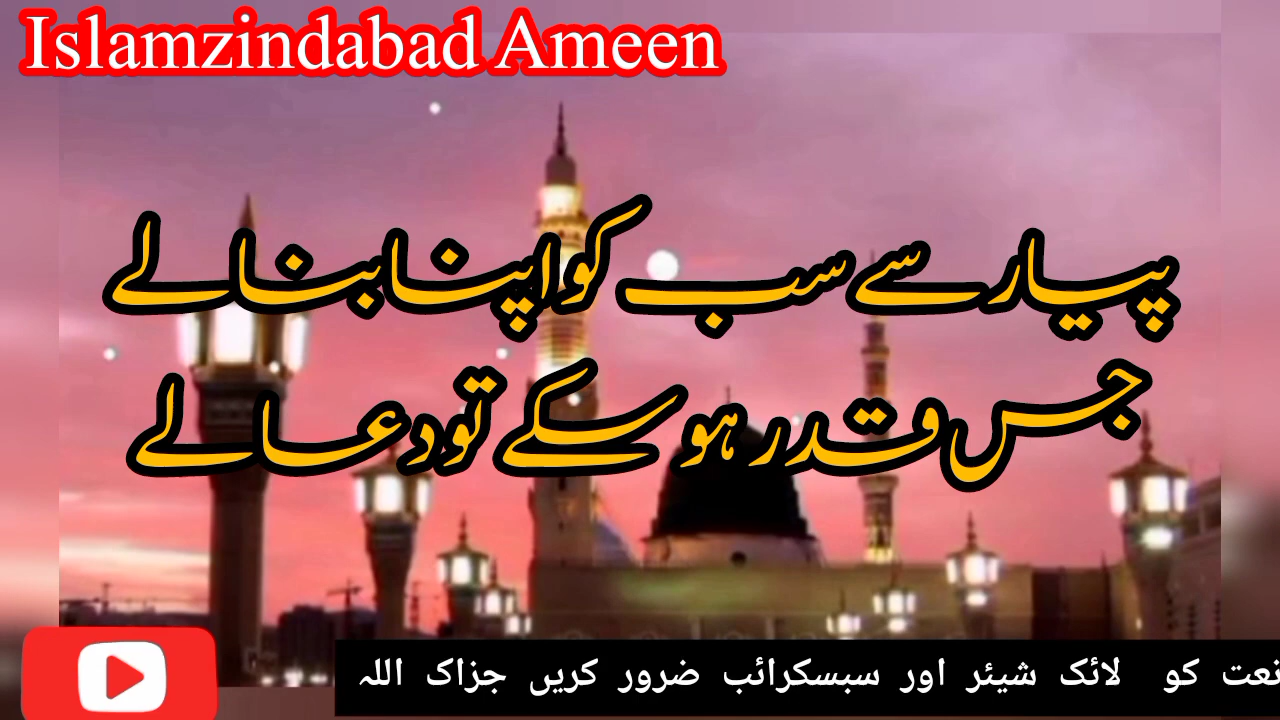 Islamzindabad Ameen
پیار سے سب کو اپنا بنا لے
جس قدر ہو سکے تو دعا لے
نعت کو لائک شیئر اور سبسکرائب ضرور کریں جزاک اللہ